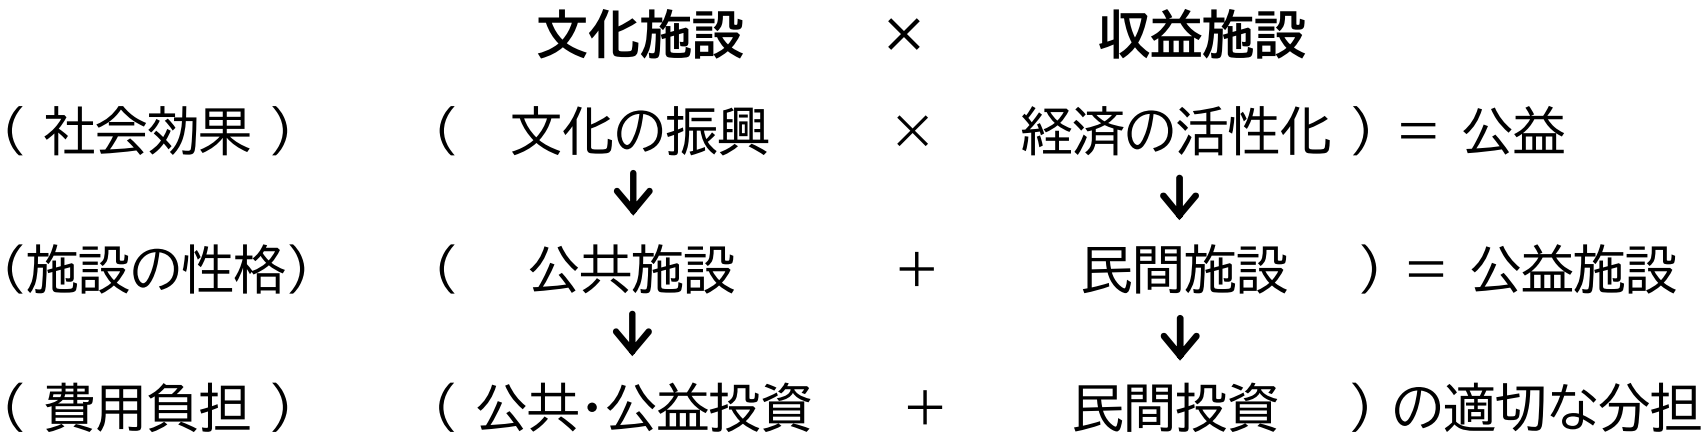 文化施設 × 収益施設
（ 社会効果 ） （ 文化の振興 × 経済の活性化 ）＝ 公益
↓ ↓
（施設の性格） （ 公共施設 ＋ 民間施設 ）＝ 公益施設
↓ ↓
（ 費用負担 ） （ 公共・公益投資 ＋ 民間投資 ）の適切な分担